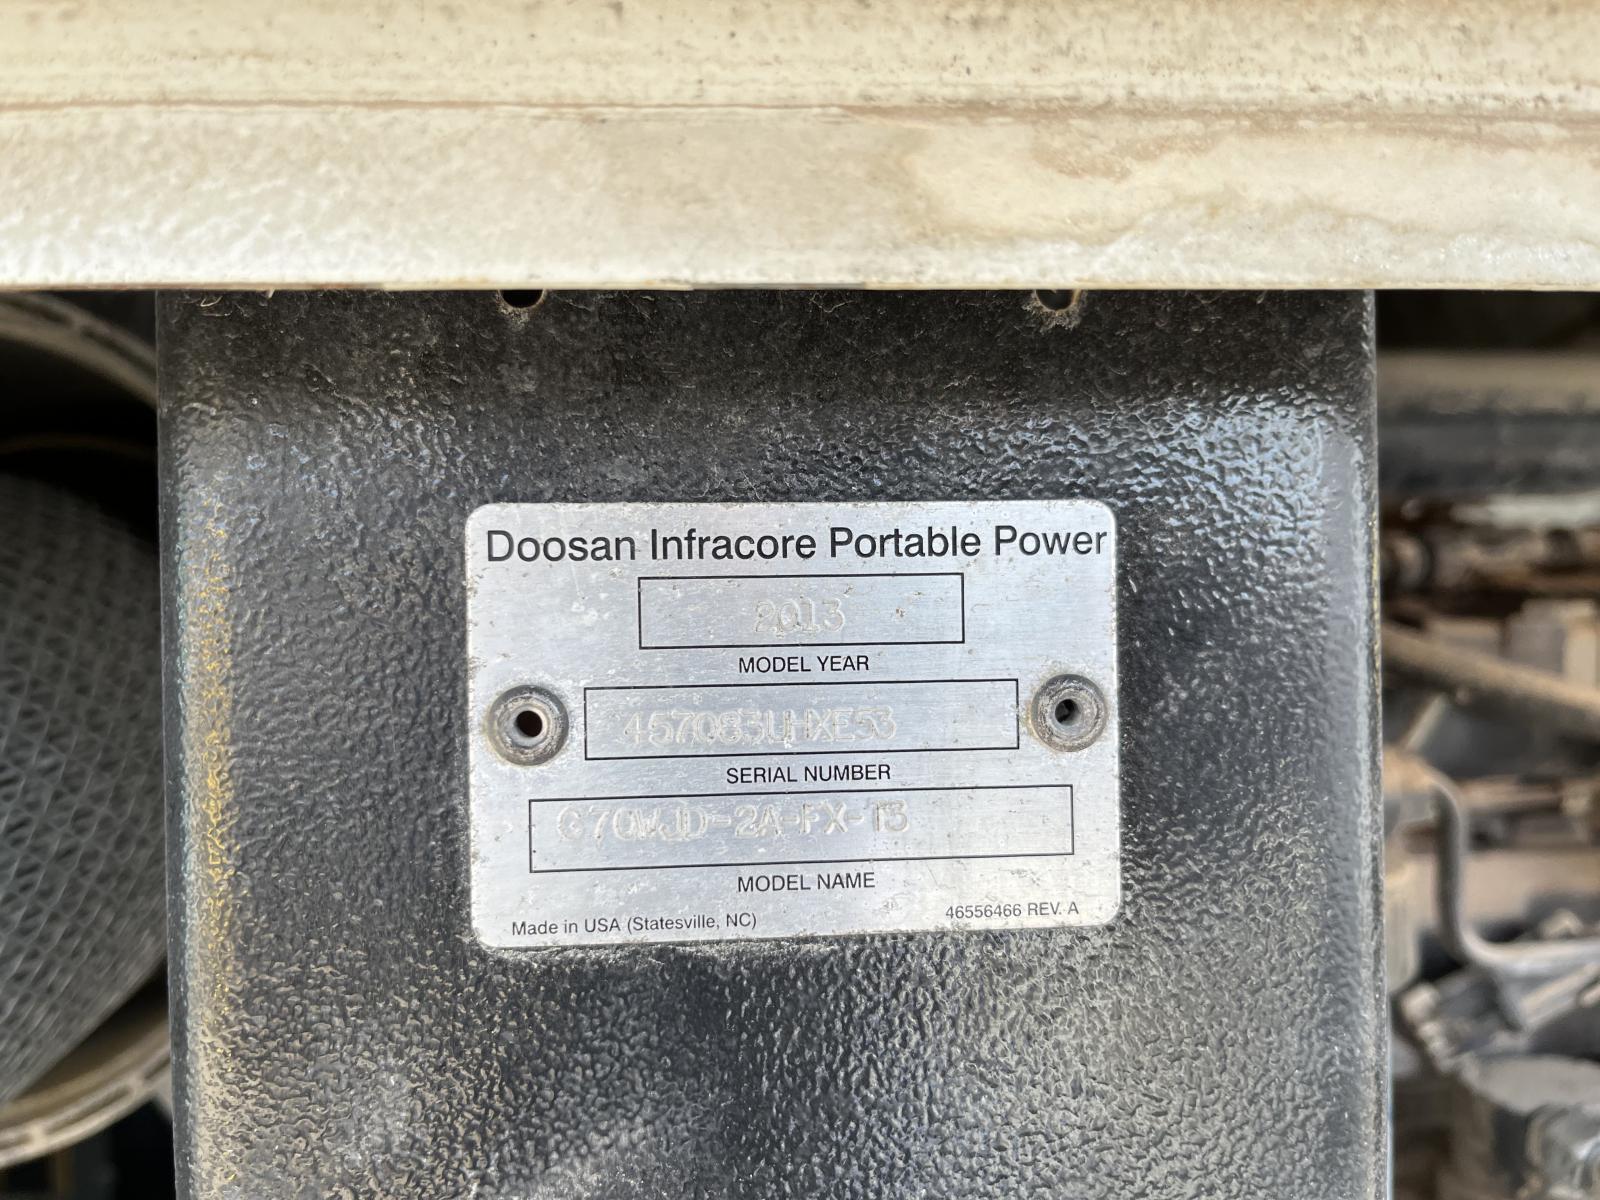 Doosan Infracore Portable Power
2013
MODEL YEAR
457083UHXE53
SERIAL NUMBER
G70WJD-2A-FX-T3
MODEL NAME
Made in USA (Statesville, NC)
46556466 REV. A